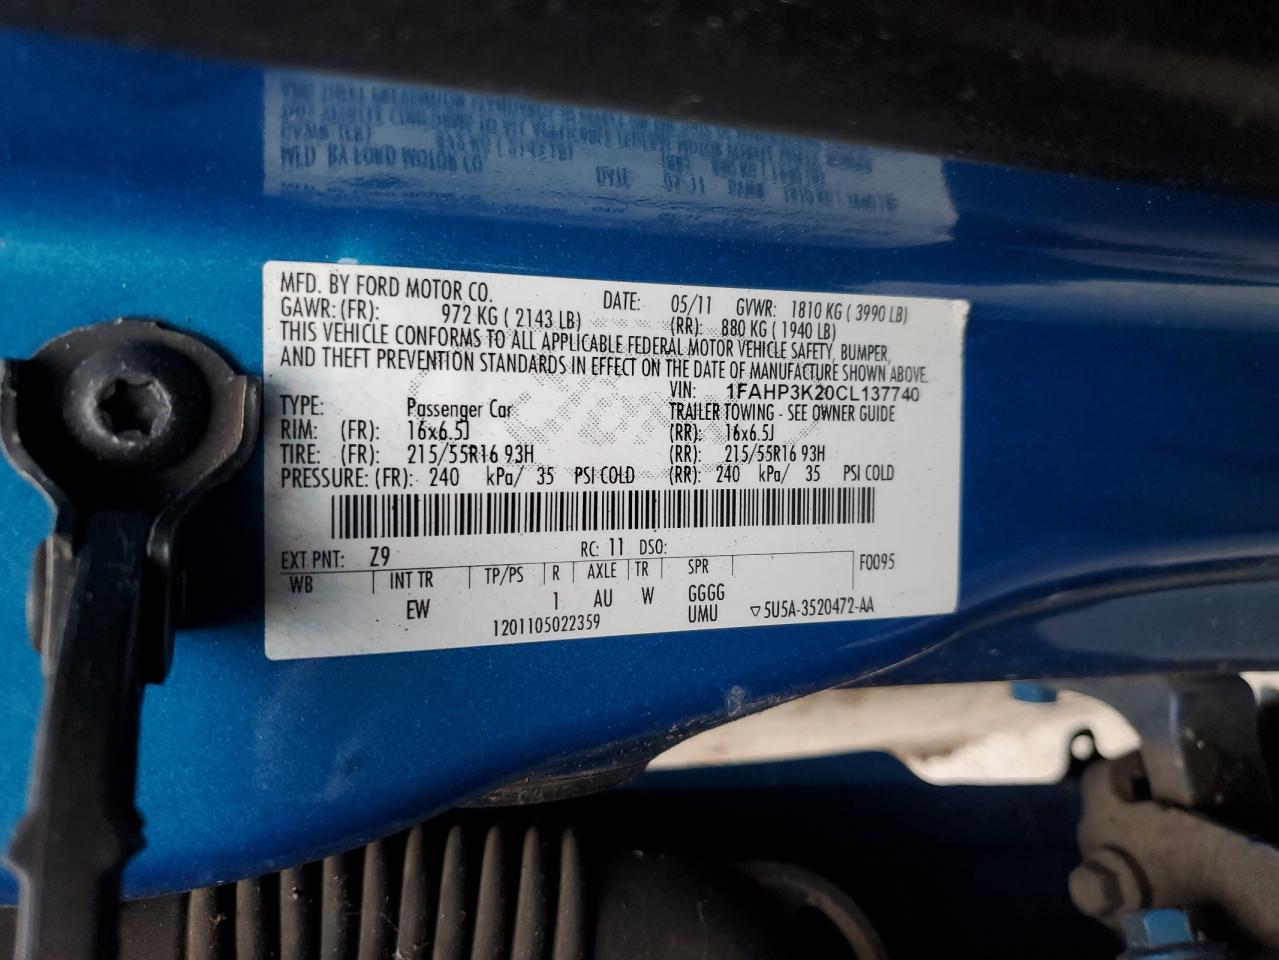 MFD. BY FORD MOTOR CO. DATE: 05/11 GVWR: 1810 KG ( 3990 LB)
GAWR: (FR): 972 KG ( 2143 LB) (RR): 880 KG ( 1940 LB)
THIS VEHICLE CONFORMS TO ALL APPLICABLE FEDERAL MOTOR VEHICLE SAFETY, BUMPER,
AND THEFT PREVENTION STANDARDS IN EFFECT ON THE DATE OF MANUFACTURE SHOWN ABOVE.
VIN: 1FAHP3K20CL137740
TYPE: Passenger Car TRAILER TOWING - SEE OWNER GUIDE
RIM: (FR): 16x6.5J (RR): 16x6.5J
TIRE: (FR): 215/55R16 93H (RR): 215/55R16 93H
PRESSURE: (FR): 240 kPa/ 35 PSI COLD (RR): 240 kPa/ 35 PSI COLD
EXT PNT: Z9 RC: 11 DSO: F0095
WB INT TR TP/PS R AXLE TR SPR
EW 1 AU W GGGG
1201105022359 UMU ▽5U5A-3520472-AA